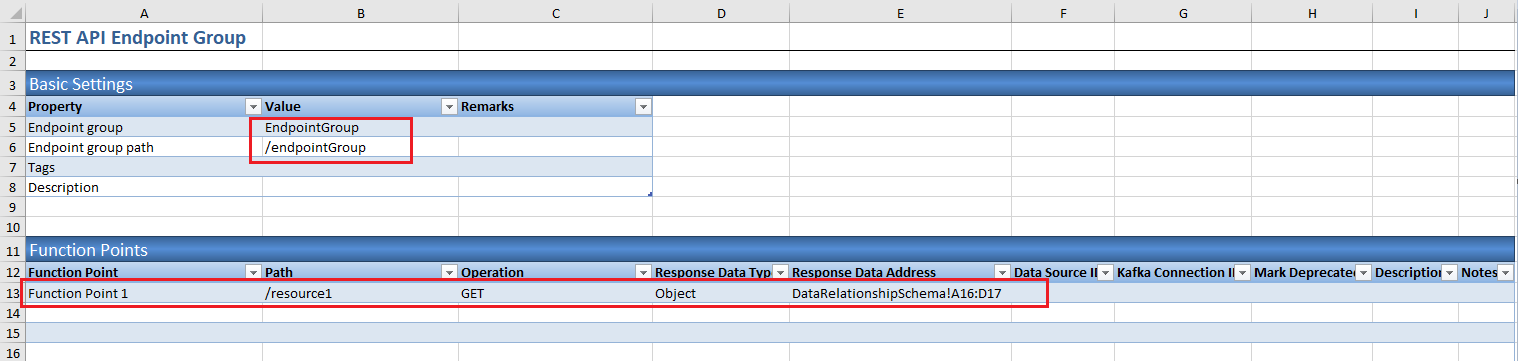 A B C D E F G H I J
1 REST API Endpoint Group
2
3 Basic Settings
4 Property Value Remarks
5 Endpoint group EndpointGroup
6 Endpoint group path /endpointGroup
7 Tags
8 Description
9
10
11 Function Points
12 Function Point Path Operation Response Data Typ Response Data Address Data Source II Kafka Connection II Mark Deprecate Description Notes
13 Function Point 1 /resource1 GET Object DataRelationshipSchema!A16:D17
14
15
16